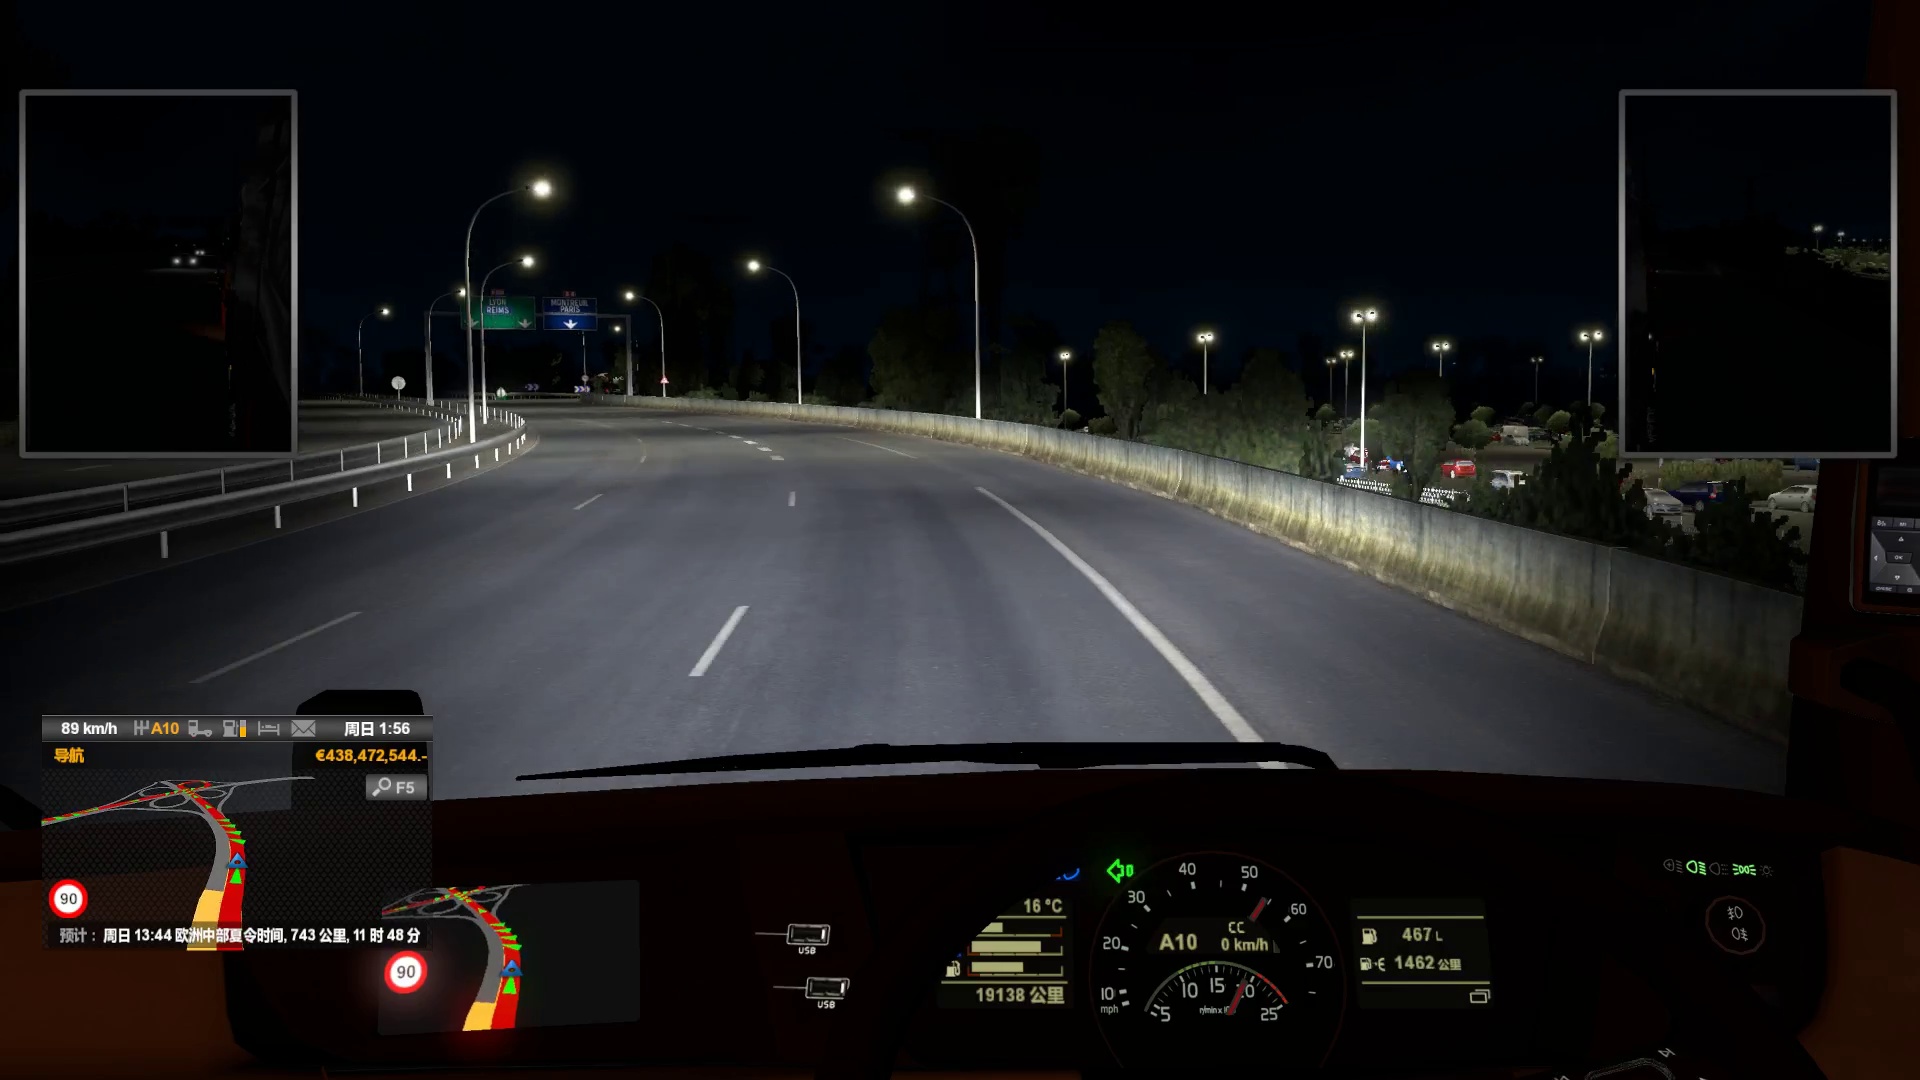 LYON
REIMS
MONTREUIL
PARIS
89 km/h
A10
周日 1:56
导航
€438,472,544.-
F5
90
预计： 周日 13:44 欧洲中部夏令时间, 743 公里, 11 时 48 分
90
USB
USB
16 °C
19138 公里
10
20
30
40
50
60
70
mph
A10
CC
0 km/h
5
10
15
20
25
467 L
1462 公里
OK